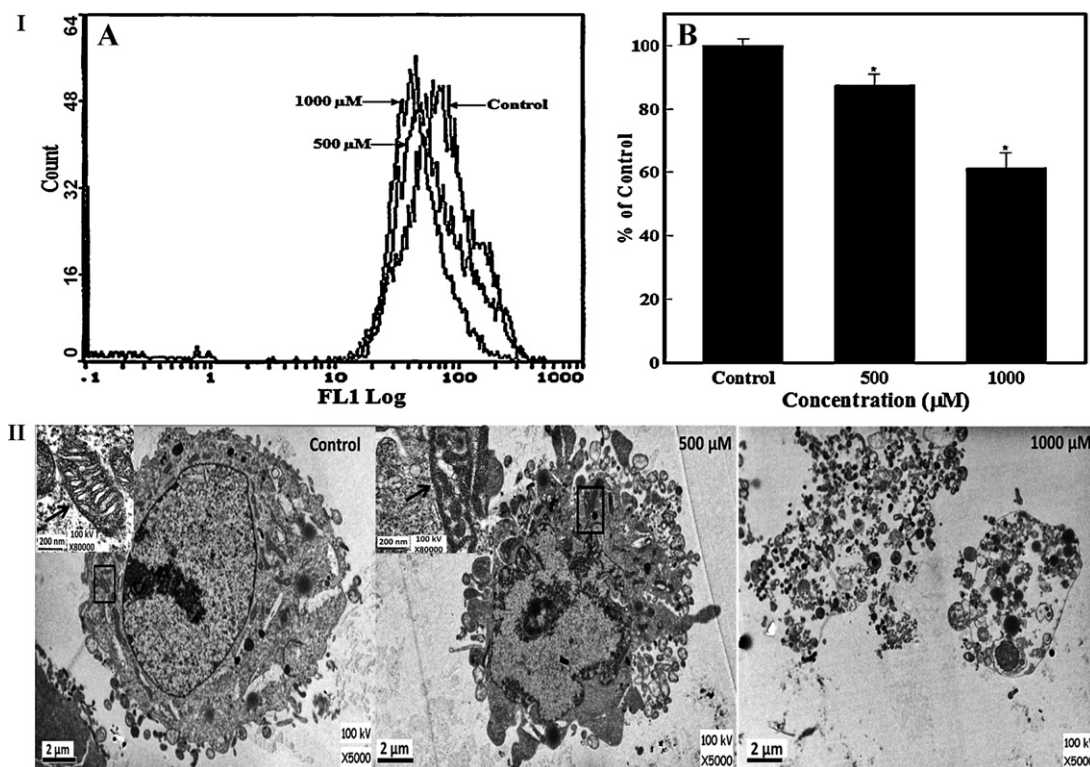 I
A
64
48
32
16
0
Count
1000 µM
500 µM
Control
.1
1
10
100
1000
FL1 Log
B
100
80
60
40
20
0
% of Control
*
*
Control
500
1000
Concentration (µM)
II
Control
200 nm
100 kV
X80000
2 µm
100 kV
X5000
500 µM
200 nm
100 kV
X80000
2 µm
100 kV
X5000
1000 µM
2 µm
100 kV
X5000